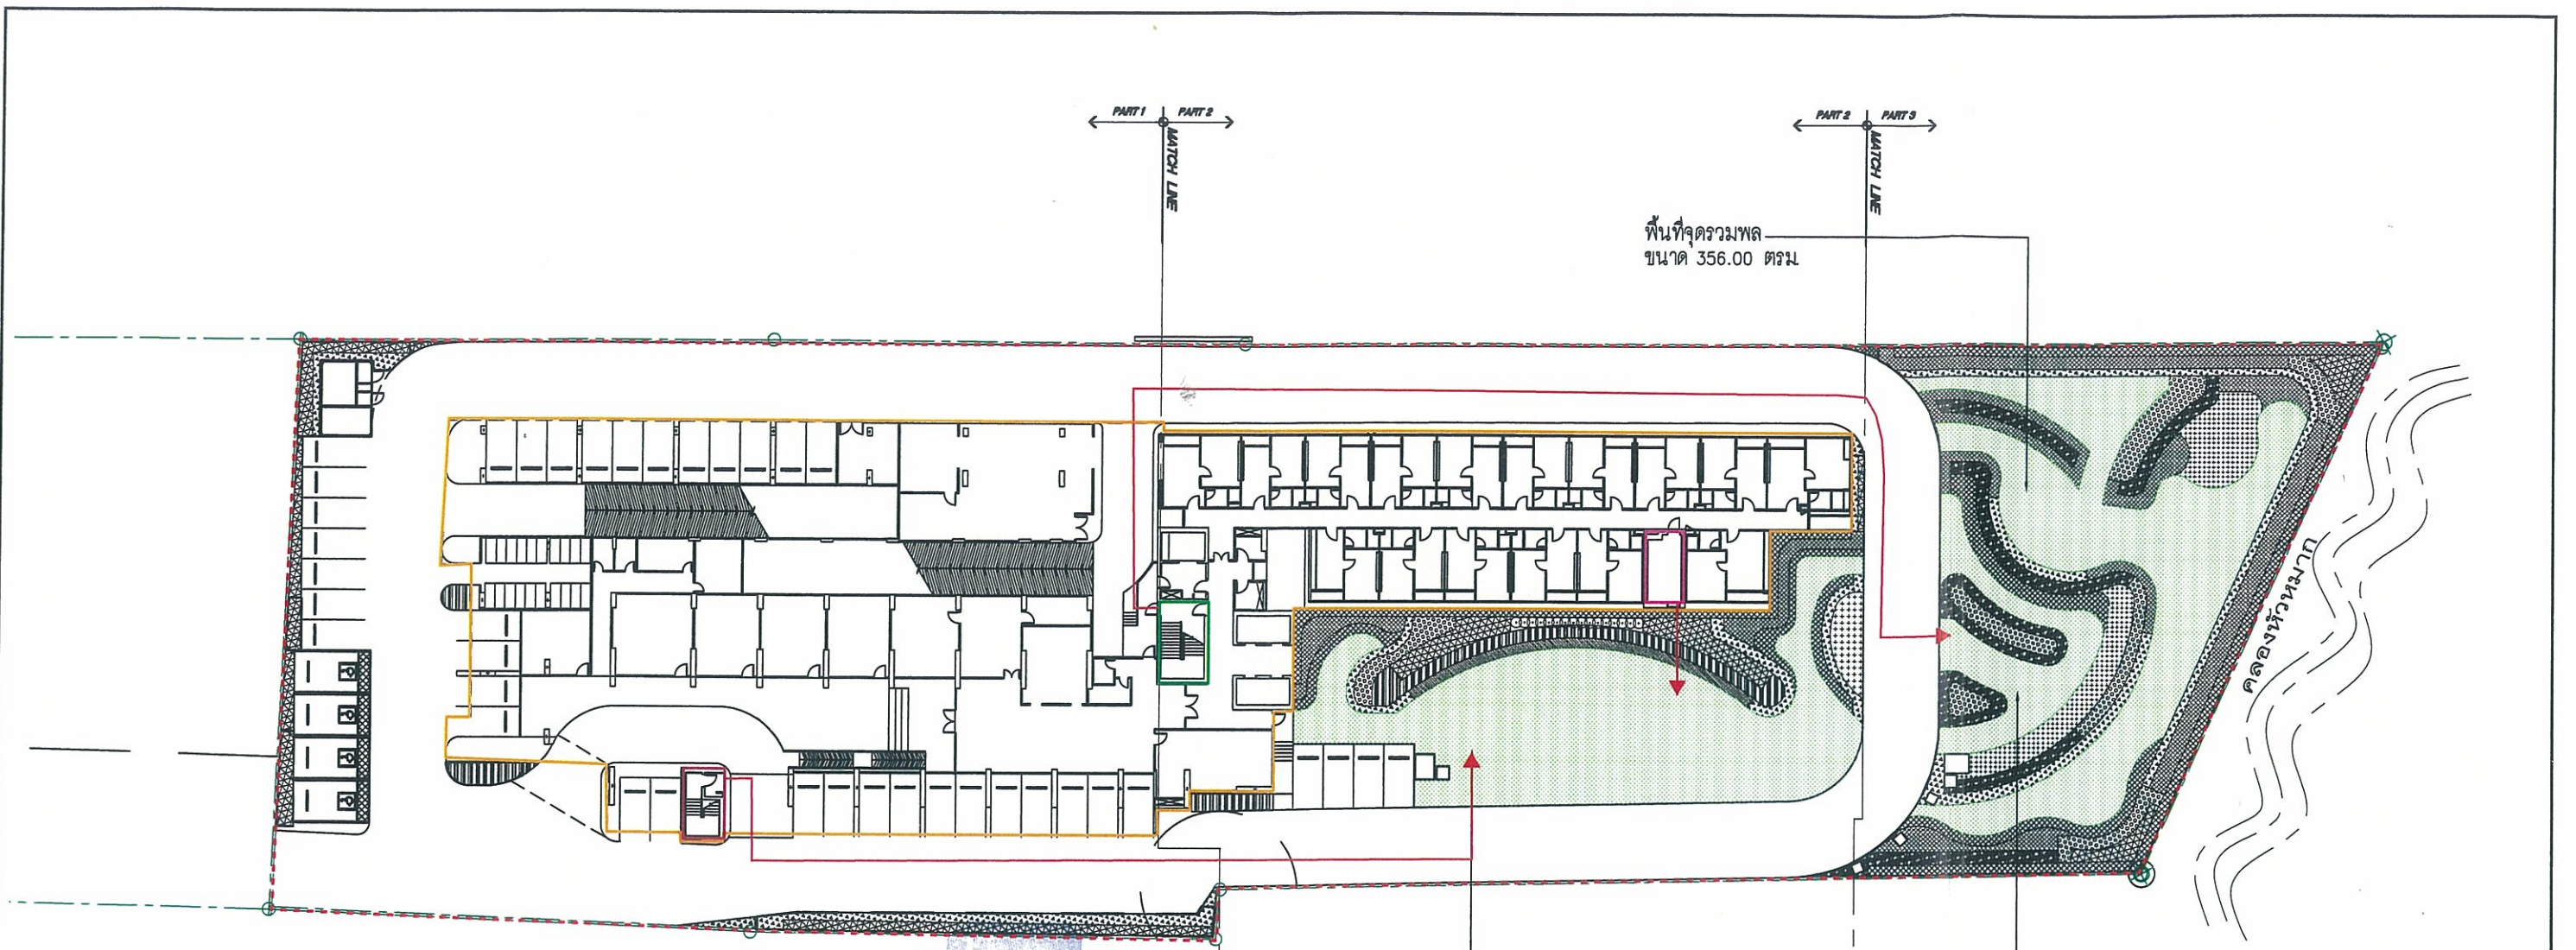 PART 1 PART 2
MATCH LINE
PART 2 PART 3
MATCH LINE
พื้นที่จุดรวมพล
ขนาด 356.00 ตรม.
คลองหัวหมาก